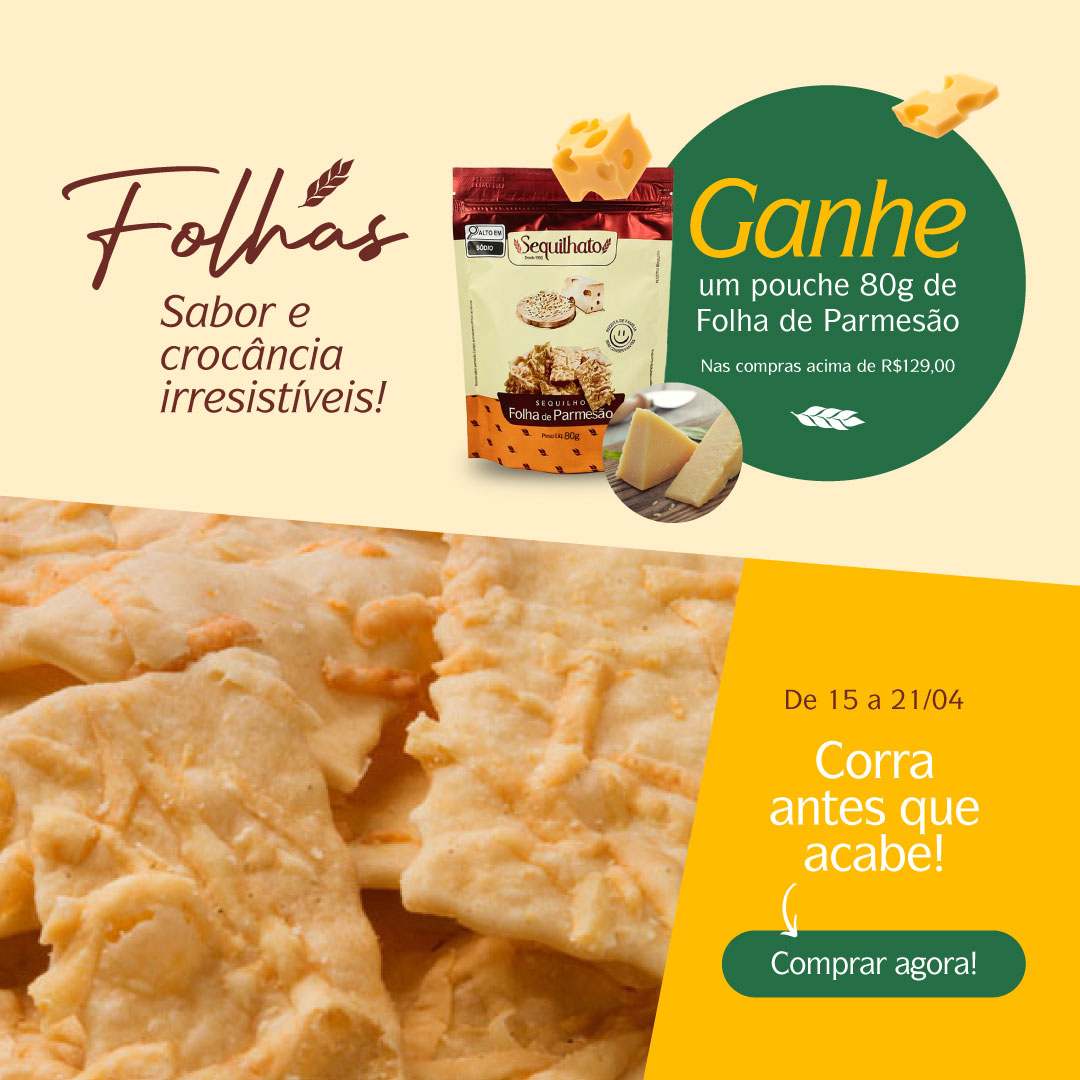 Folhas
Sabor e
crocância
irresistíveis!
ALTO EM
SÓDIO
Sequilhato
Desde 1985
SEQUILHO
Folha de Parmesão
Peso Líq. 80g
Ganhe
um pouche 80g de
Folha de Parmesão
Nas compras acima de R$129,00
De 15 a 21/04
Corra
antes que
acabe!
Comprar agora!